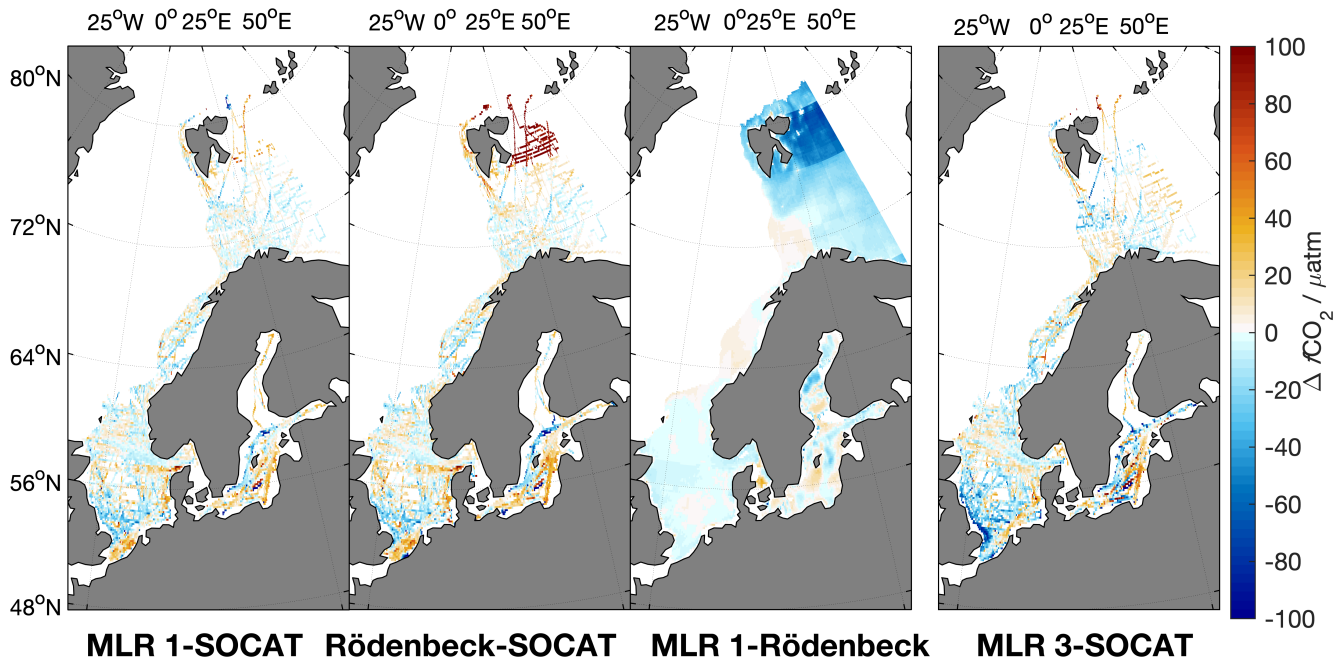 25°W 0° 25°E 50°E
25°W 0° 25°E 50°E
25°W 0°25°E 50°E
25°W 0° 25°E 50°E
80°N
72°N
64°N
56°N
48°N
100
80
60
40
20
0
-20
-40
-60
-80
-100
Δ fCO₂ / μatm
MLR 1-SOCAT
Rödenbeck-SOCAT
MLR 1-Rödenbeck
MLR 3-SOCAT